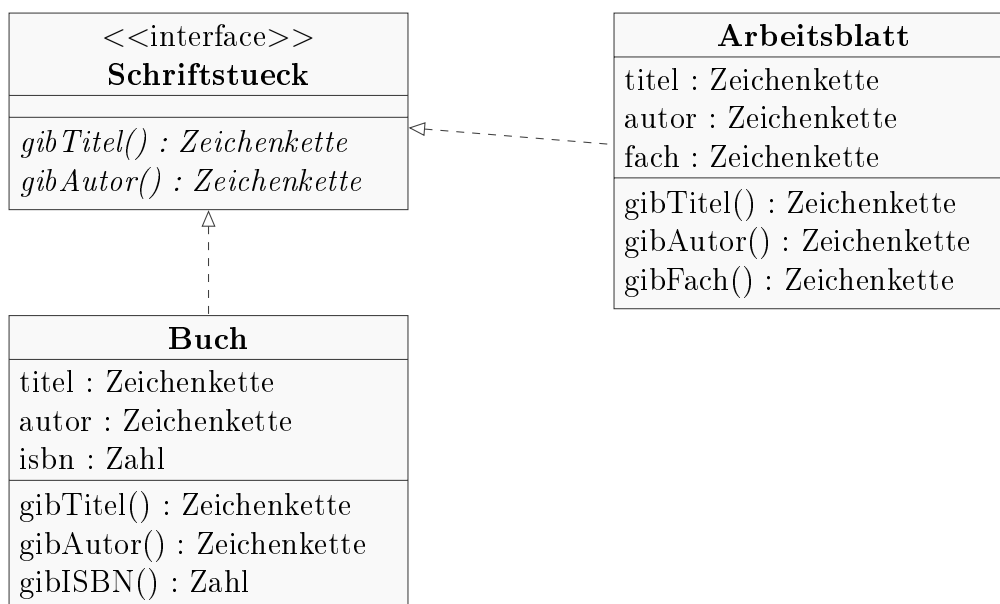 <<interface>>
Schriftstueck
gibTitel() : Zeichenkette
gibAutor() : Zeichenkette
Arbeitsblatt
titel : Zeichenkette
autor : Zeichenkette
fach : Zeichenkette
gibTitel() : Zeichenkette
gibAutor() : Zeichenkette
gibFach() : Zeichenkette
Buch
titel : Zeichenkette
autor : Zeichenkette
isbn : Zahl
gibTitel() : Zeichenkette
gibAutor() : Zeichenkette
gibISBN() : Zahl